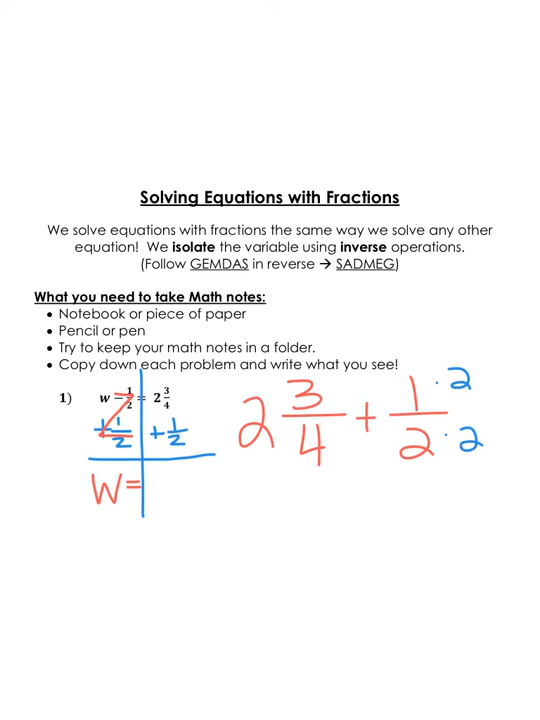 Solving Equations with Fractions
We solve equations with fractions the same way we solve any other
equation! We isolate the variable using inverse operations.
(Follow GEMDAS in reverse → SADMEG)
What you need to take Math notes:
• Notebook or piece of paper
• Pencil or pen
• Try to keep your math notes in a folder.
• Copy down each problem and write what you see!
1) w − 1/2 = 2 3/4
+ 1/2 + 1/2
W =
2 3/4 + 1 · 2 / 2 · 2